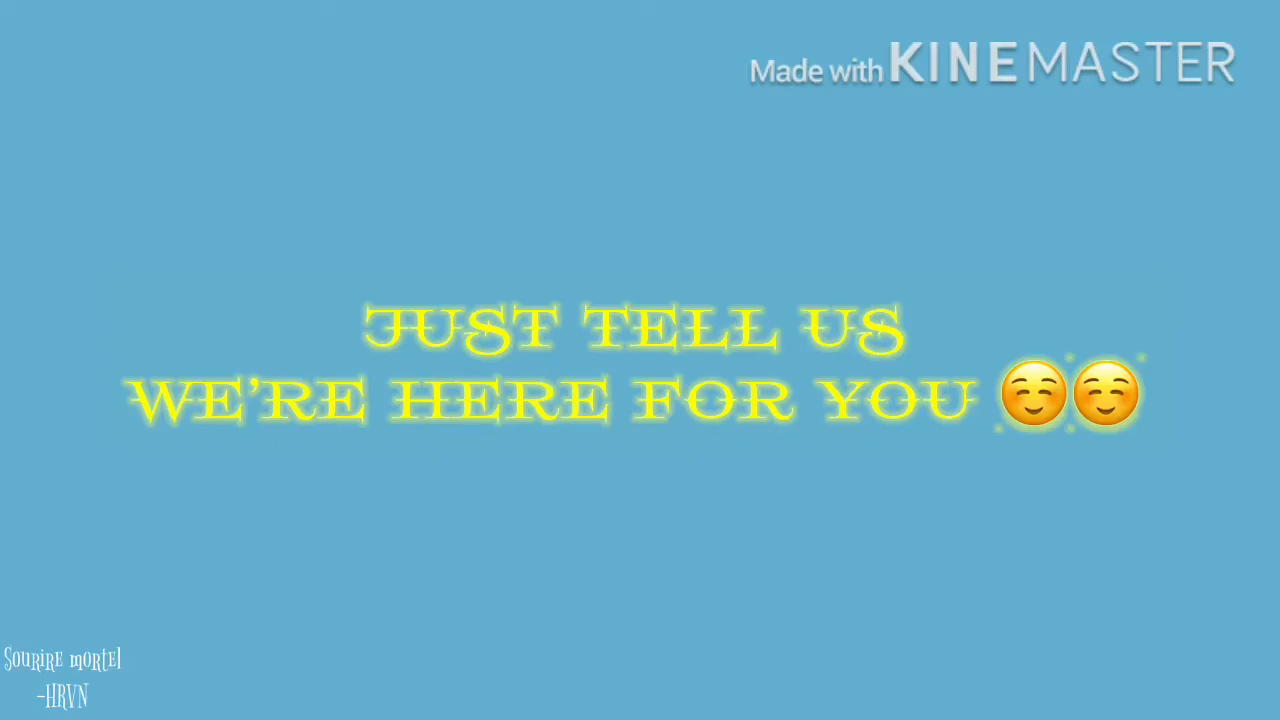 Made with KINEMASTER
JUST TELL US
WE'RE HERE FOR YOU ☺️☺️
Sourire mortel
-HRVN